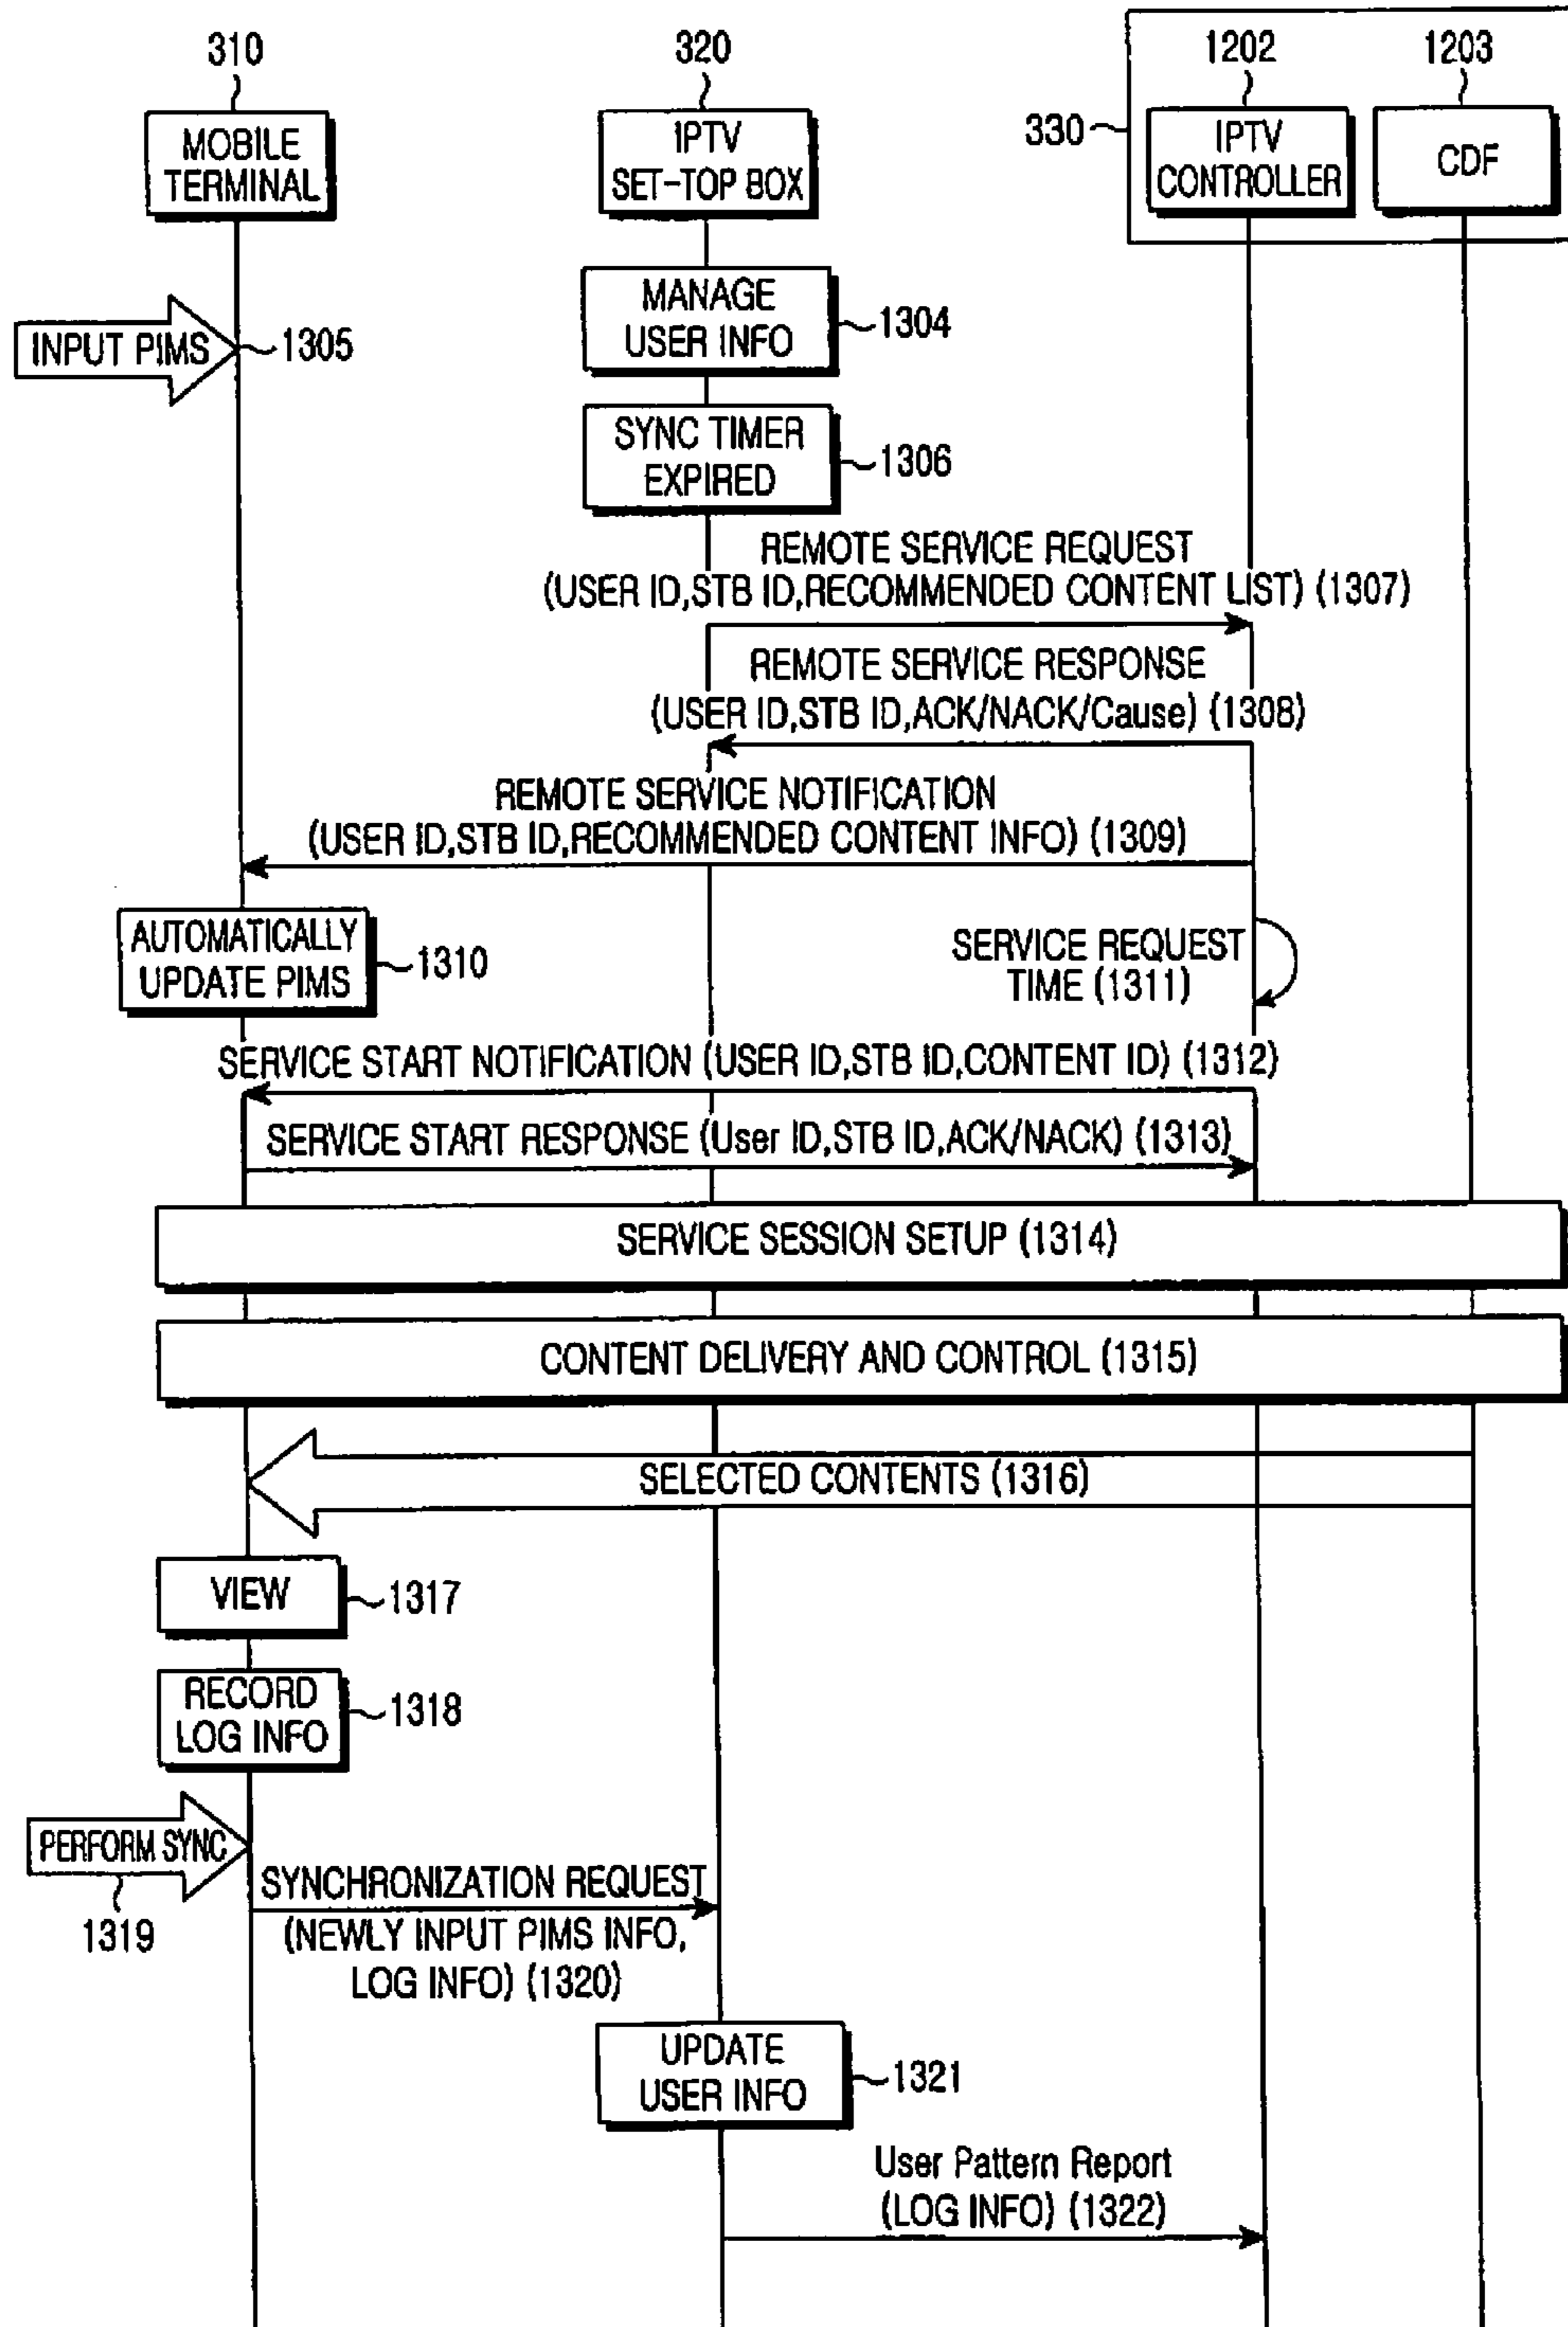 310
320
1202
1203
330
MOBILE
TERMINAL
IPTV
SET-TOP BOX
IPTV
CONTROLLER
CDF
MANAGE
USER INFO
1304
INPUT PIMS
1305
SYNC TIMER
EXPIRED
1306
REMOTE SERVICE REQUEST
(USER ID,STB ID,RECOMMENDED CONTENT LIST) (1307)
REMOTE SERVICE RESPONSE
(USER ID,STB ID,ACK/NACK/Cause) (1308)
REMOTE SERVICE NOTIFICATION
(USER ID,STB ID,RECOMMENDED CONTENT INFO) (1309)
AUTOMATICALLY
UPDATE PIMS
1310
SERVICE REQUEST
TIME (1311)
SERVICE START NOTIFICATION (USER ID,STB ID,CONTENT ID) (1312)
SERVICE START RESPONSE (User ID,STB ID,ACK/NACK) (1313)
SERVICE SESSION SETUP (1314)
CONTENT DELIVERY AND CONTROL (1315)
SELECTED CONTENTS (1316)
VIEW
1317
RECORD
LOG INFO
1318
PERFORM SYNC
1319
SYNCHRONIZATION REQUEST
(NEWLY INPUT PIMS INFO,
LOG INFO) (1320)
UPDATE
USER INFO
1321
User Pattern Report
(LOG INFO) (1322)